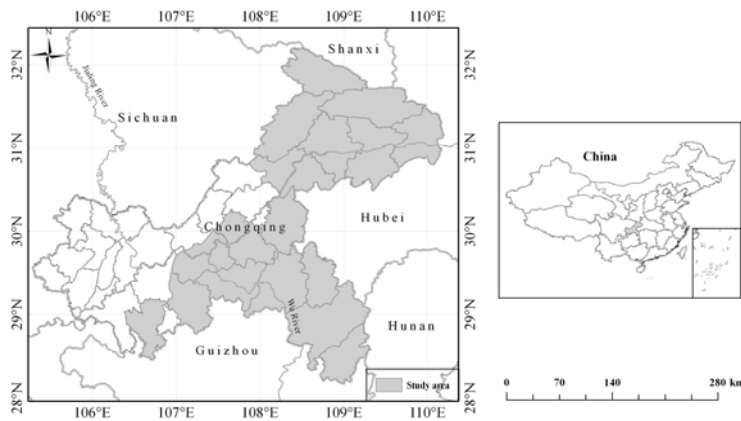 106°E 107°E 108°E 109°E 110°E
N
Shanxi
32°N 32°N
Jialing River
Sichuan
31°N 31°N
China
Hubei
30°N 30°N
Chongqing
Wu River
29°N 29°N
Hunan
Guizhou
Study area
28°N 28°N
0 70 140 280 km
106°E 107°E 108°E 109°E 110°E